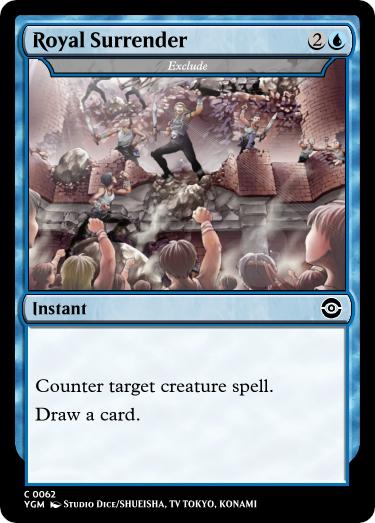 Royal Surrender 2
Exclude
Instant
Counter target creature spell.
Draw a card.
C 0062
YGM Studio Dice/SHUEISHA, TV TOKYO, KONAMI